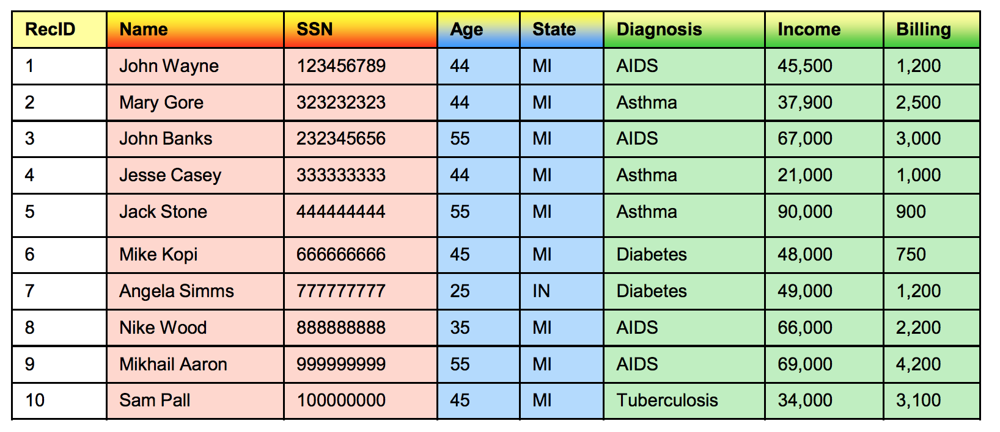 RecID Name SSN Age State Diagnosis Income Billing
1 John Wayne 123456789 44 MI AIDS 45,500 1,200
2 Mary Gore 323232323 44 MI Asthma 37,900 2,500
3 John Banks 232345656 55 MI AIDS 67,000 3,000
4 Jesse Casey 333333333 44 MI Asthma 21,000 1,000
5 Jack Stone 444444444 55 MI Asthma 90,000 900
6 Mike Kopi 666666666 45 MI Diabetes 48,000 750
7 Angela Simms 777777777 25 IN Diabetes 49,000 1,200
8 Nike Wood 888888888 35 MI AIDS 66,000 2,200
9 Mikhail Aaron 999999999 55 MI AIDS 69,000 4,200
10 Sam Pall 100000000 45 MI Tuberculosis 34,000 3,100